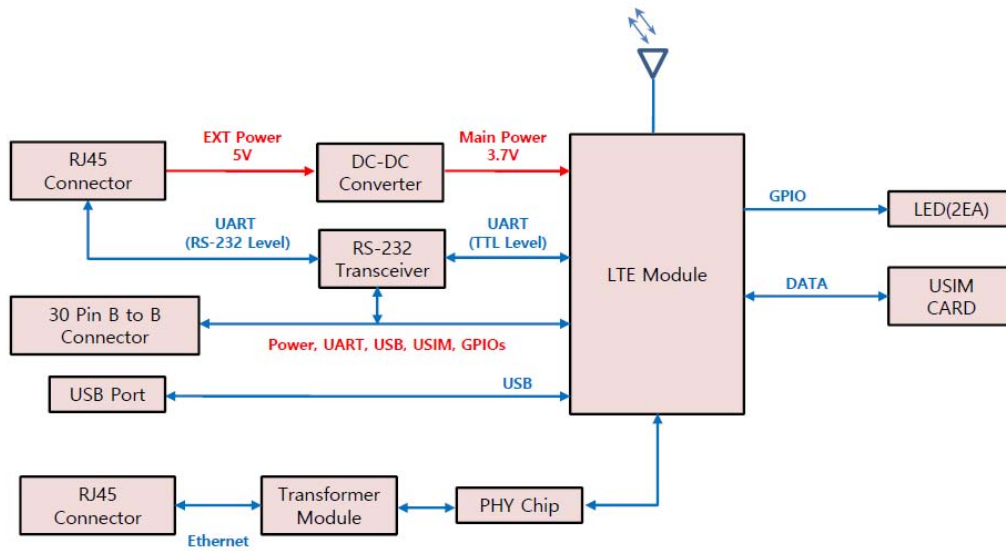 EXT Power
5V
Main Power
3.7V
RJ45
Connector
DC-DC
Converter
GPIO
LED(2EA)
UART
(RS-232 Level)
UART
(TTL Level)
RS-232
Transceiver
LTE Module
DATA
USIM
CARD
30 Pin B to B
Connector
Power, UART, USB, USIM, GPIOs
USB Port
USB
RJ45
Connector
Transformer
Module
PHY Chip
Ethernet